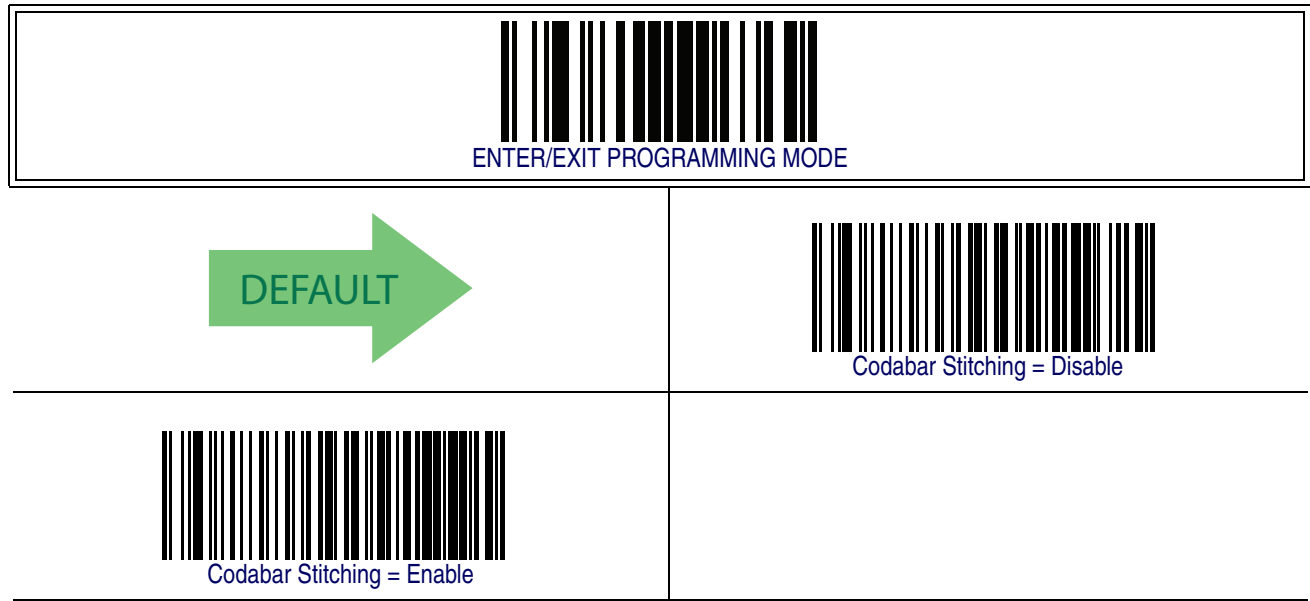 ENTER/EXIT PROGRAMMING MODE
DEFAULT
Codabar Stitching = Disable
Codabar Stitching = Enable